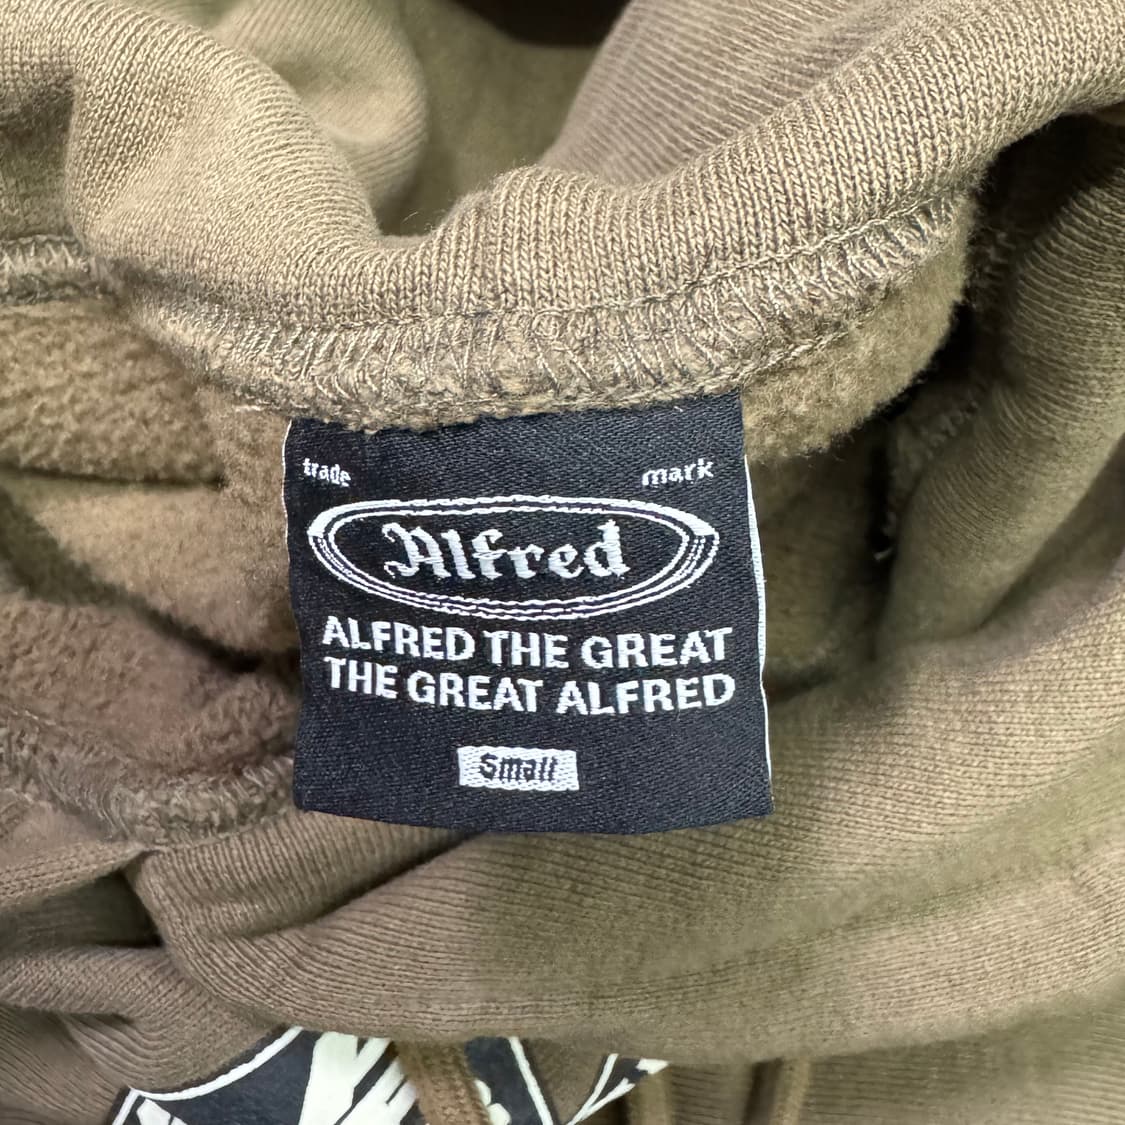 trade mark
Alfred
ALFRED THE GREAT
THE GREAT ALFRED
Small